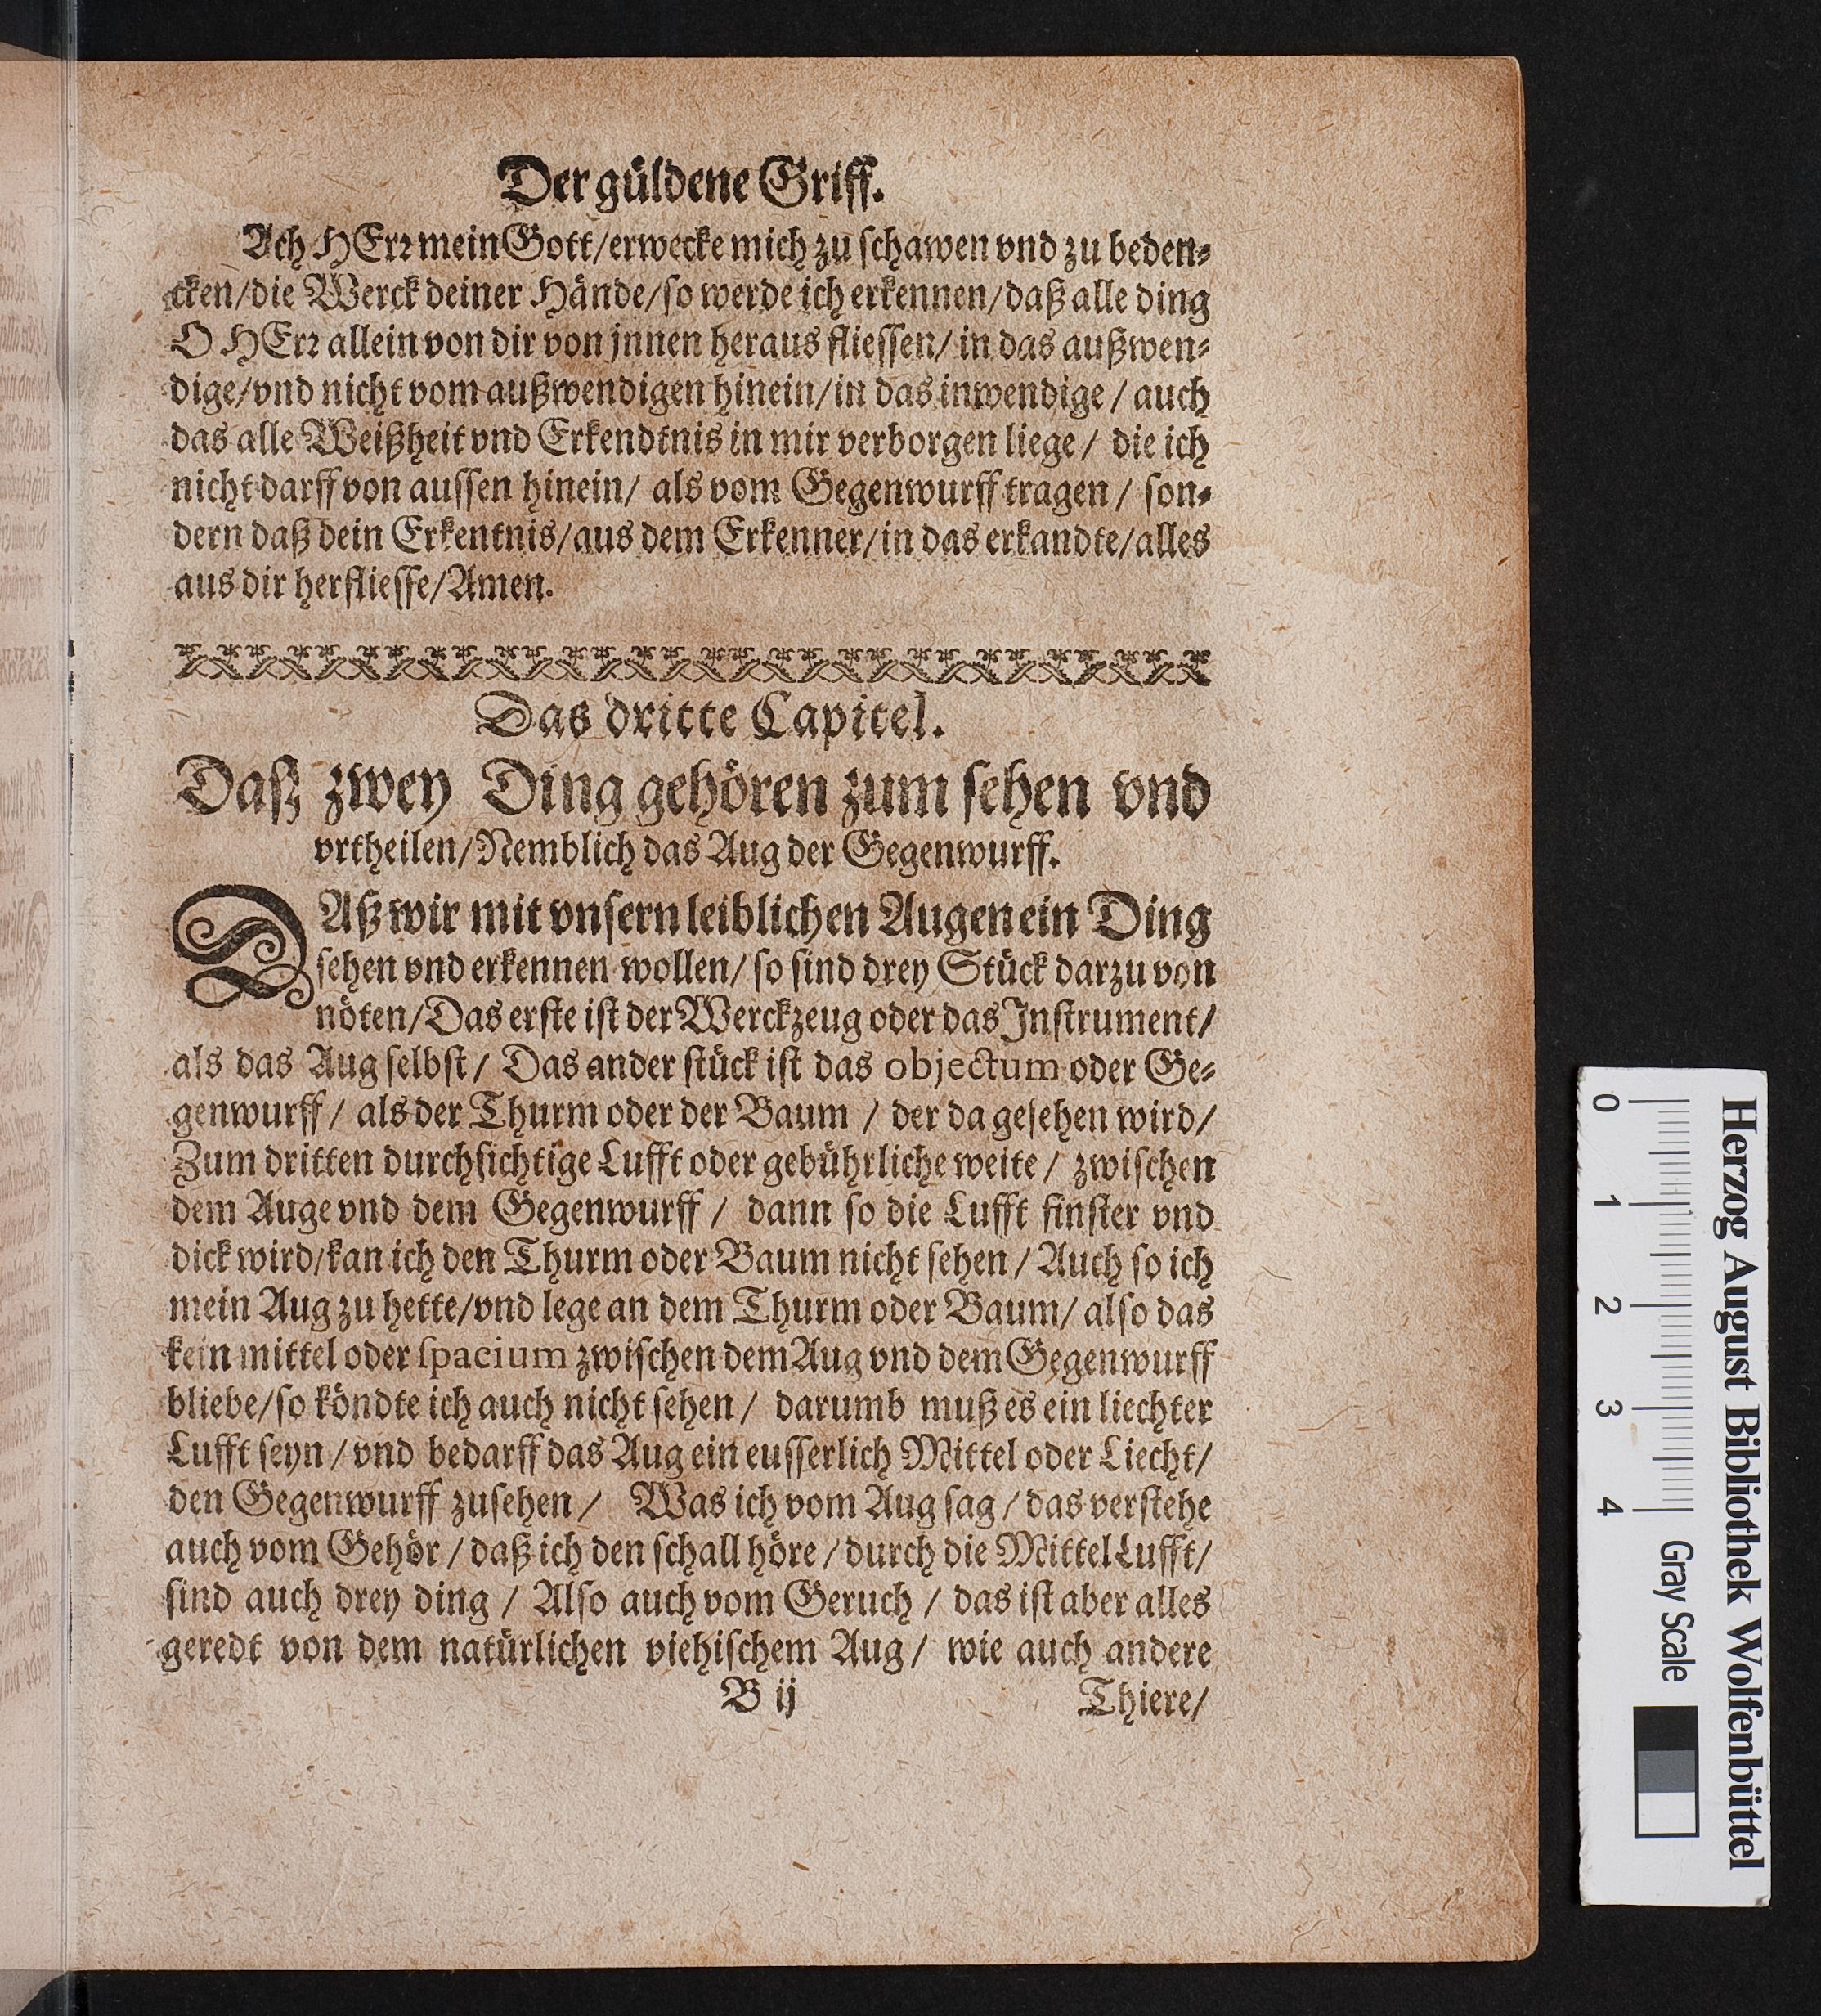 Der güldene Griff.
Ach HErꝛ mein Gott/erwecke mich zu schawen vnd zu beden⸗
cken/die Werck deiner Hände/so werde ich erkennen/daß alle ding
O HErꝛ allein von dir von jnnen heraus fliessen/ in das außwen⸗
dige/vnd nicht vom außwendigen hinein/in das inwendige / auch
das alle Weißheit vnd Erkendtnis in mir verborgen liege / die ich
nicht darff von aussen hinein/ als vom Gegenwurff tragen / son⸗
dern daß dein Erkentnis/aus dem Erkenner/in das erkandte/alles
aus dir herfliesse/Amen.
Das dritte Capitel.
Daß zwey Ding gehören zum sehen vnd
vrtheilen/Nemblich das Aug der Gegenwurff.
DAß wir mit vnsern leiblichen Augen ein Ding
sehen vnd erkennen wollen/ so sind drey Stück darzu von
nöten/Das erste ist der Werckzeug oder das Instrument/
als das Aug selbst/ Das ander stück ist das objectum oder Ge⸗
genwurff / als der Thurm oder der Baum / der da gesehen wird/
Zum dritten durchsichtige Lufft oder gebührliche weite / zwischen
dem Auge vnd dem Gegenwurff / dann so die Lufft finster vnd
dick wird/kan ich den Thurm oder Baum nicht sehen / Auch so ich
mein Aug zu hette/vnd lege an dem Thurm oder Baum/ also das
kein mittel oder spacium zwischen dem Aug vnd dem Gegenwurff
bliebe/so köndte ich auch nicht sehen / darumb muß es ein liechter
Lufft seyn / vnd bedarff das Aug ein eusserlich Mittel oder Liecht/
den Gegenwurff zusehen / Was ich vom Aug sag / das verstehe
auch vom Gehör / daß ich den schall höre / durch die Mittel Lufft/
sind auch drey ding / Also auch vom Geruch / das ist aber alles
geredt von dem natürlichen viehischem Aug / wie auch andere
B ij Thiere/
Herzog August Bibliothek Wolfenbüttel
0 1 2 3 4 Gray Scale